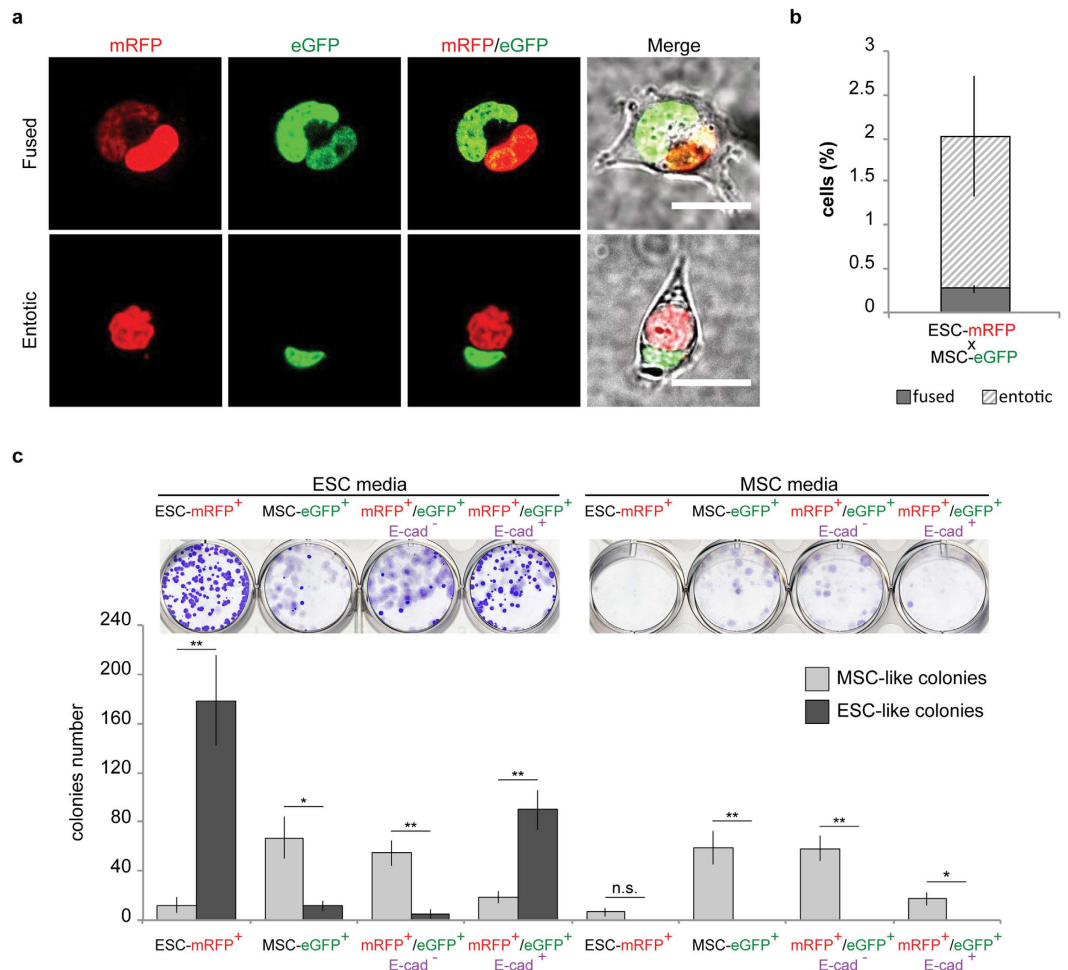 a
mRFP eGFP mRFP/eGFP Merge
Fused
Entotic
b
3
2.5
2
1.5
1
0.5
0
cells (%)
ESC-mRFP
x
MSC-eGFP
fused entotic
c
ESC media MSC media
ESC-mRFP+ MSC-eGFP+ mRFP+/eGFP+ mRFP+/eGFP+ ESC-mRFP+ MSC-eGFP+ mRFP+/eGFP+ mRFP+/eGFP+
E-cad - E-cad + E-cad - E-cad +
240
200
160
120
80
40
0
colonies number
MSC-like colonies
ESC-like colonies
** * ** ** n.s. ** ** *
ESC-mRFP+ MSC-eGFP+ mRFP+/eGFP+ mRFP+/eGFP+ ESC-mRFP+ MSC-eGFP+ mRFP+/eGFP+ mRFP+/eGFP+
E-cad - E-cad + E-cad - E-cad +